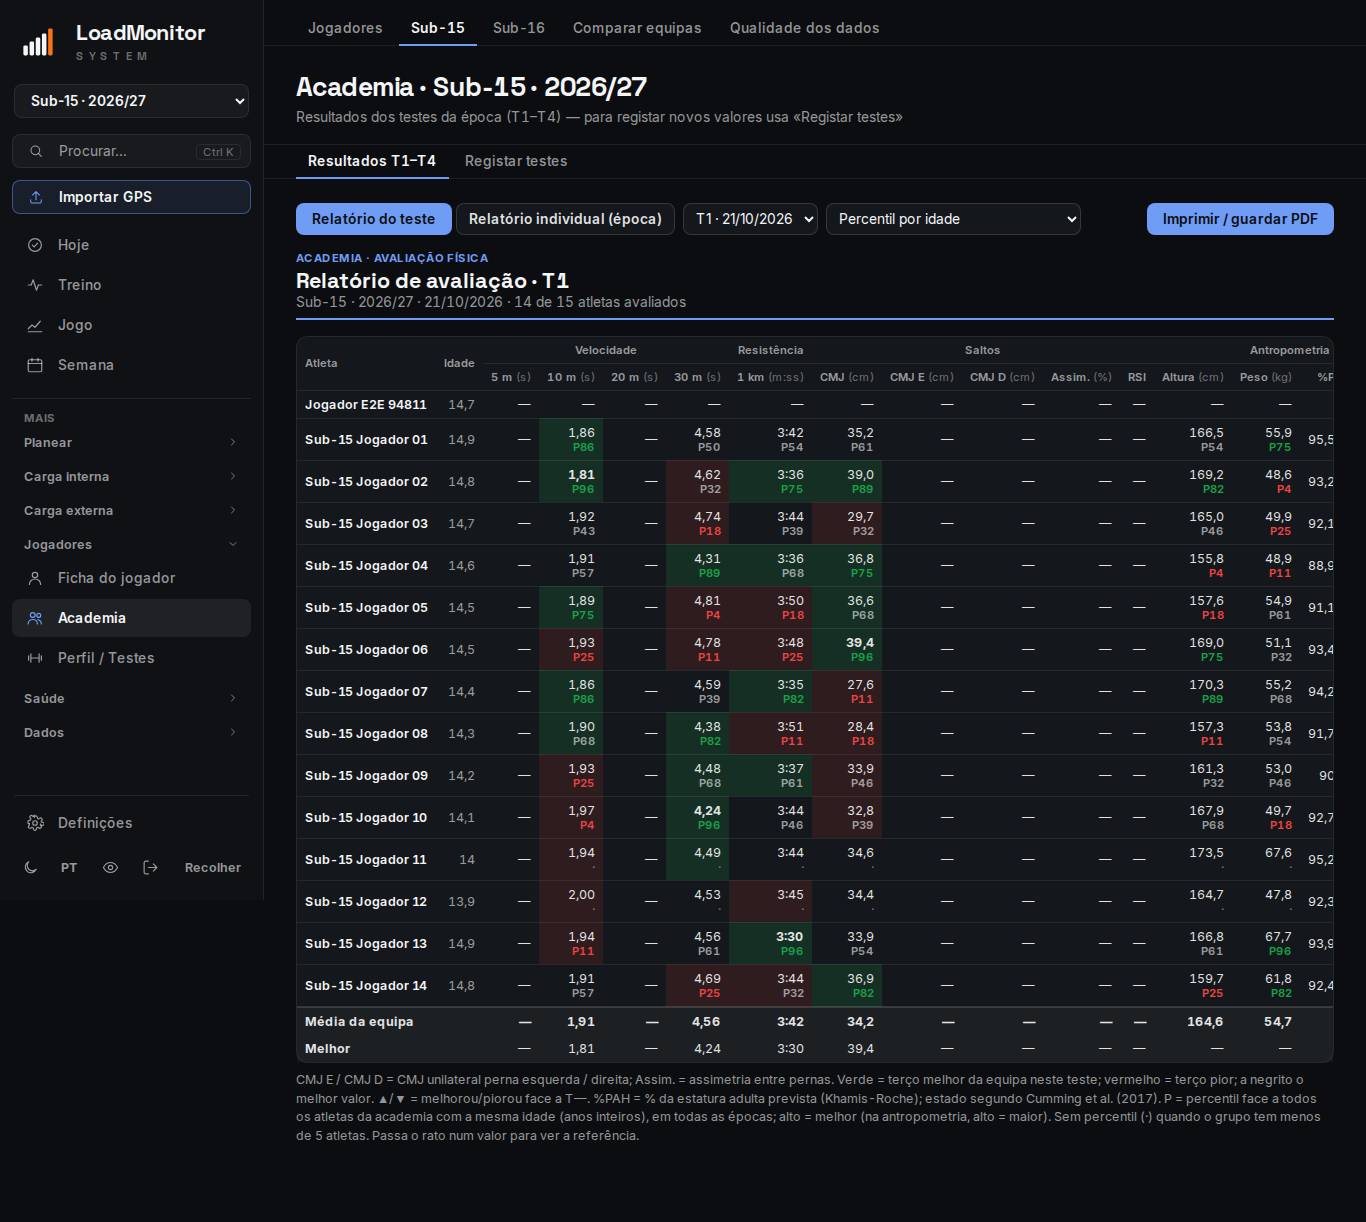 LoadMonitor
SYSTEM
Sub-15 · 2026/27
Procurar... Ctrl K
Importar GPS
Hoje
Treino
Jogo
Semana
MAIS
Planear
Carga interna
Carga externa
Jogadores
Ficha do jogador
Academia
Perfil / Testes
Saúde
Dados
Definições
PT Recolher
Jogadores Sub-15 Sub-16 Comparar equipas Qualidade dos dados
Academia · Sub-15 · 2026/27
Resultados dos testes da época (T1–T4) — para registar novos valores usa «Registar testes»
Resultados T1–T4 Registar testes
Relatório do teste Relatório individual (época) T1 · 21/10/2026 Percentil por idade Imprimir / guardar PDF
ACADEMIA · AVALIAÇÃO FÍSICA
Relatório de avaliação · T1
Sub-15 · 2026/27 · 21/10/2026 · 14 de 15 atletas avaliados
Atleta Idade Velocidade Resistência Saltos Antropometria
5 m (s) 10 m (s) 20 m (s) 30 m (s) 1 km (m:ss) CMJ (cm) CMJ E (cm) CMJ D (cm) Assim. (%) RSI Altura (cm) Peso (kg) %P
Jogador E2E 94811 14,7 — — — — — — — — — — — —
Sub-15 Jogador 01 14,9 — 1,86 — 4,58 3:42 35,2 — — — — 166,5 55,9 95,5
P86 P50 P54 P61 P54 P75
Sub-15 Jogador 02 14,8 — 1,81 — 4,62 3:36 39,0 — — — — 169,2 48,6 93,2
P96 P32 P75 P89 P82 P4
Sub-15 Jogador 03 14,7 — 1,92 — 4,74 3:44 29,7 — — — — 165,0 49,9 92,1
P43 P18 P39 P32 P46 P25
Sub-15 Jogador 04 14,6 — 1,91 — 4,31 3:36 36,8 — — — — 155,8 48,9 88,9
P57 P89 P68 P75 P4 P11
Sub-15 Jogador 05 14,5 — 1,89 — 4,81 3:50 36,6 — — — — 157,6 54,9 91,1
P75 P4 P18 P68 P18 P61
Sub-15 Jogador 06 14,5 — 1,93 — 4,78 3:48 39,4 — — — — 169,0 51,1 93,4
P25 P11 P25 P96 P75 P32
Sub-15 Jogador 07 14,4 — 1,86 — 4,59 3:35 27,6 — — — — 170,3 55,2 94,2
P86 P39 P82 P11 P89 P68
Sub-15 Jogador 08 14,3 — 1,90 — 4,38 3:51 28,4 — — — — 157,3 53,8 91,7
P68 P82 P11 P18 P11 P54
Sub-15 Jogador 09 14,2 — 1,93 — 4,48 3:37 33,9 — — — — 161,3 53,0 90
P25 P68 P61 P46 P32 P46
Sub-15 Jogador 10 14,1 — 1,97 — 4,24 3:44 32,8 — — — — 167,9 49,7 92,7
P4 P96 P46 P39 P68 P18
Sub-15 Jogador 11 14 — 1,94 — 4,49 3:44 34,6 — — — — 173,5 67,6 95,2
· · · · · ·
Sub-15 Jogador 12 13,9 — 2,00 — 4,53 3:45 34,4 — — — — 164,7 47,8 92,3
· · · · · ·
Sub-15 Jogador 13 14,9 — 1,94 — 4,56 3:30 33,9 — — — — 166,8 67,7 93,9
P11 P61 P96 P54 P61 P96
Sub-15 Jogador 14 14,8 — 1,91 — 4,69 3:44 36,9 — — — — 159,7 61,8 92,4
P57 P25 P32 P82 P25 P82
Média da equipa — 1,91 — 4,56 3:42 34,2 — — — — 164,6 54,7
Melhor — 1,81 — 4,24 3:30 39,4 — — — — — —
CMJ E / CMJ D = CMJ unilateral perna esquerda / direita; Assim. = assimetria entre pernas. Verde = terço melhor da equipa neste teste; vermelho = terço pior; a negrito o
melhor valor. ▲/▼ = melhorou/piorou face a T—. %PAH = % da estatura adulta prevista (Khamis-Roche); estado segundo Cumming et al. (2017). P = percentil face a todos
os atletas da academia com a mesma idade (anos inteiros), em todas as épocas; alto = melhor (na antropometria, alto = maior). Sem percentil (·) quando o grupo tem menos
de 5 atletas. Passa o rato num valor para ver a referência.